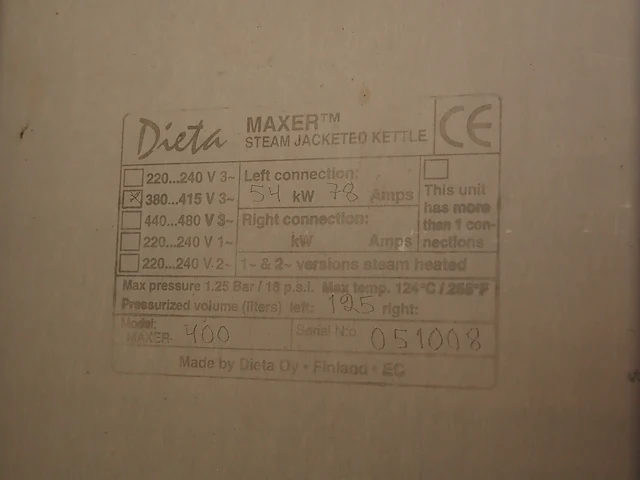 Dieta MAXER™ CE
STEAM JACKETED KETTLE
220...240 V 3~ Left connection:
380...415 V 3~ 54 kW 78 Amps
440...480 V 3~ Right connection:
220...240 V 1~ kW Amps
220...240 V 2~ 1~ & 2~ versions steam heated
This unit
has more
than 1 con-
nections
Max pressure 1.25 Bar / 18 p.s.i. Max temp. 124°C / 255°F
Pressurized volume (liters) left: 125 right:
Model: Serial N:o 051008
MAXER- 400
Made by Dieta Oy • Finland • EC